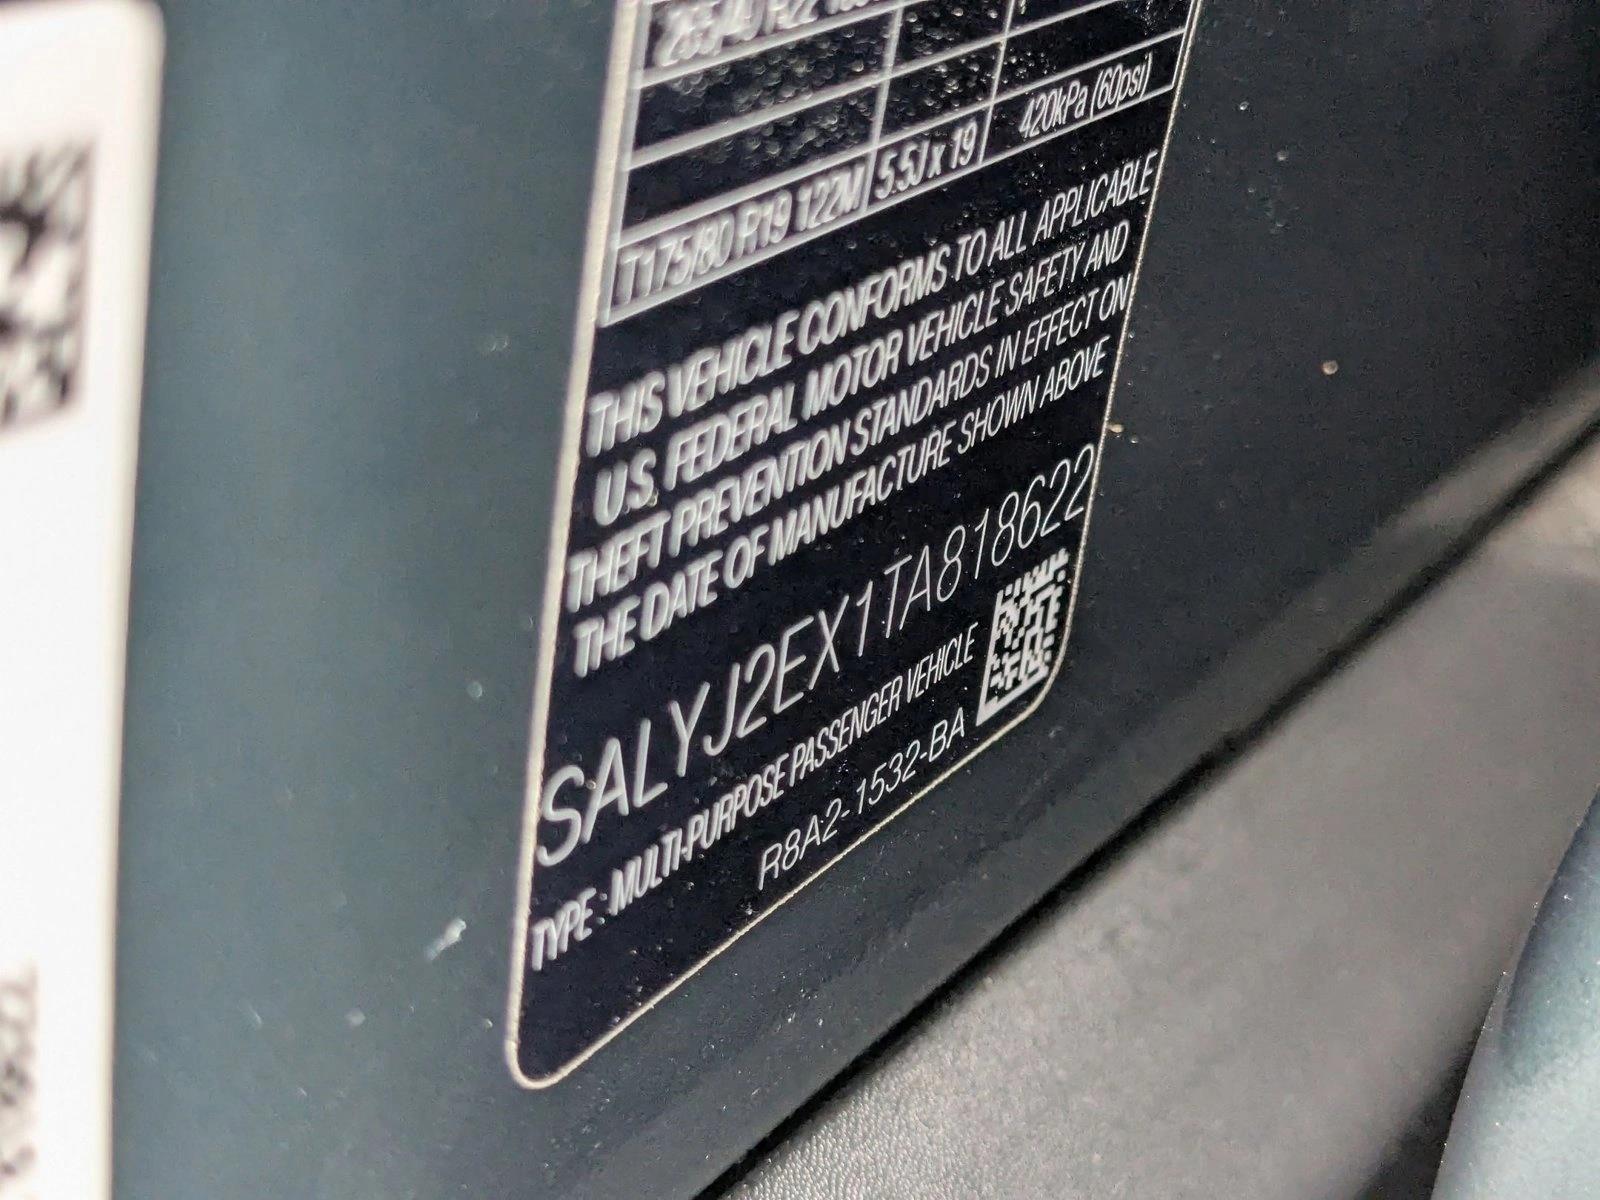 T175/80 R19 122M 5.5J x 19 420kPa (60psi)
THIS VEHICLE CONFORMS TO ALL APPLICABLE
U.S. FEDERAL MOTOR VEHICLE SAFETY AND
THEFT PREVENTION STANDARDS IN EFFECT ON
THE DATE OF MANUFACTURE SHOWN ABOVE
SALYJ2EX1TA818622
TYPE : MULTI-PURPOSE PASSENGER VEHICLE
R8A2-1532-BA